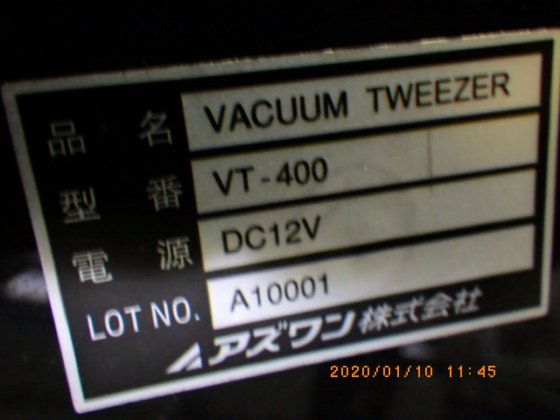 品名 VACUUM TWEEZER
型番 VT-400
電源 DC12V
LOT NO. A10001
アズワン株式会社
2020/01/10 11:45